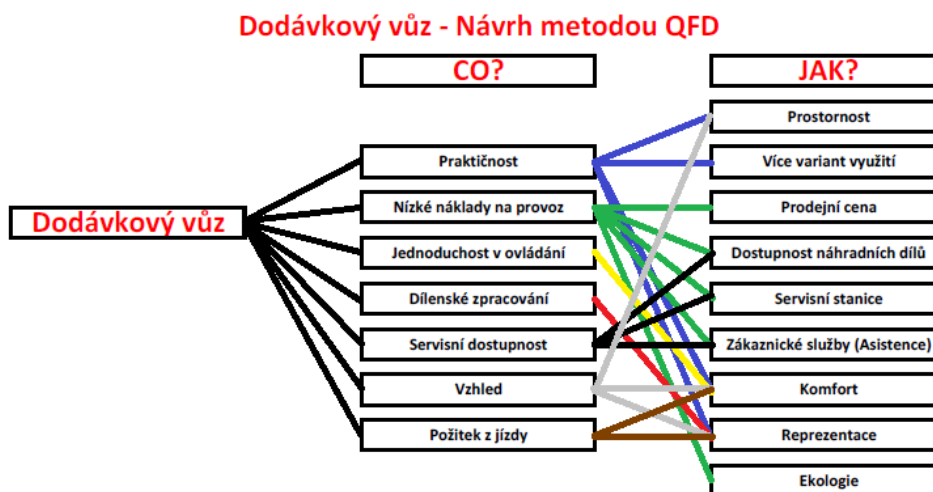 Dodávkový vůz - Návrh metodou QFD
CO?
JAK?
Prostornost
Praktičnost
Více variant využití
Dodávkový vůz
Nízké náklady na provoz
Prodejní cena
Jednoduchost v ovládání
Dostupnost náhradních dílů
Dílenské zpracování
Servisní stanice
Servisní dostupnost
Zákaznické služby (Asistence)
Vzhled
Komfort
Požitek z jízdy
Reprezentace
Ekologie